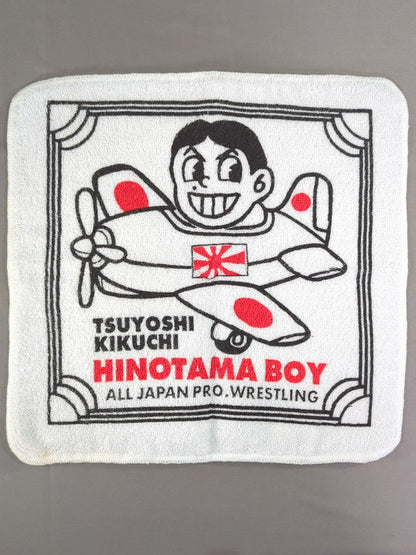 TSUYOSHI
KIKUCHI
HINOTAMA BOY
ALL JAPAN PRO.WRESTLING